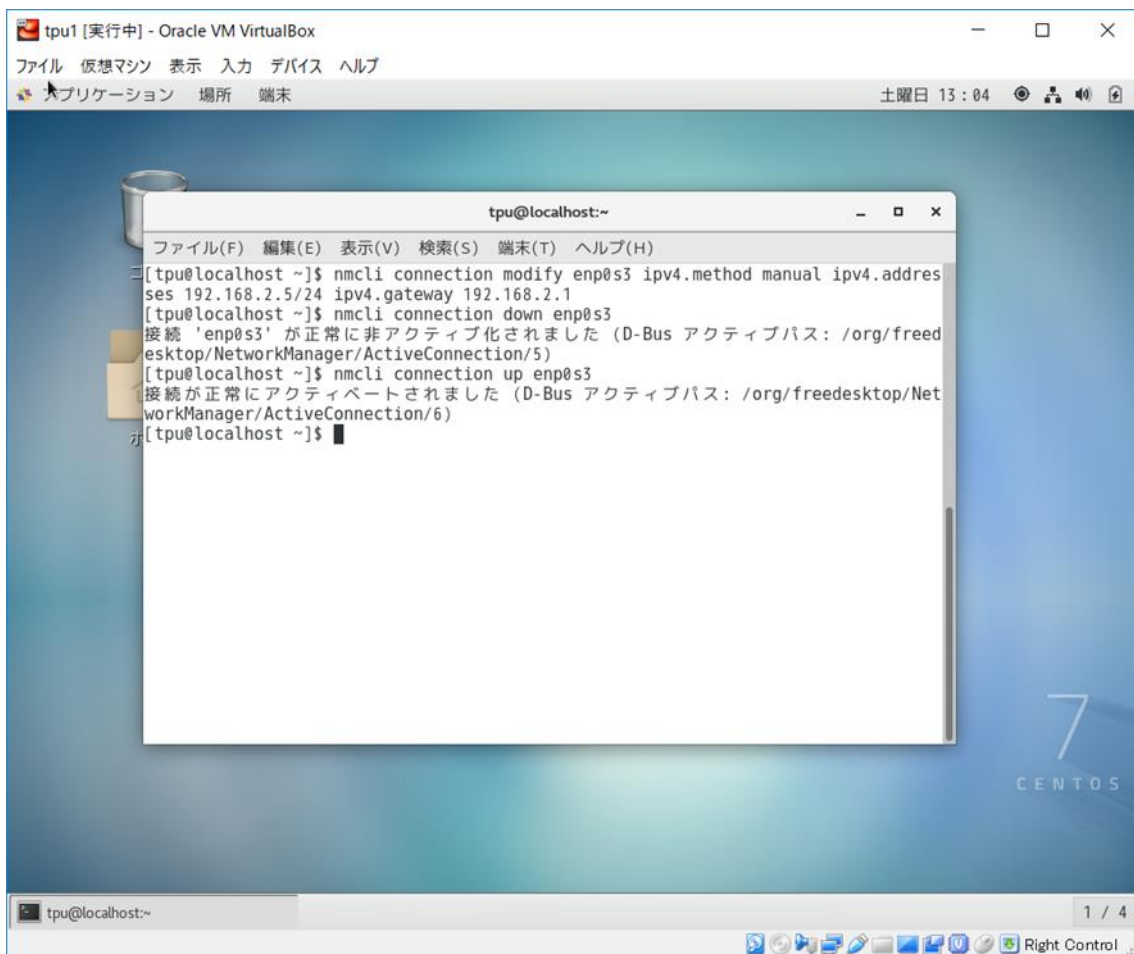 tpu1 [実行中] - Oracle VM VirtualBox
ファイル 仮想マシン 表示 入力 デバイス ヘルプ
アプリケーション 場所 端末 土曜日 13：04
tpu@localhost:~
ファイル(F) 編集(E) 表示(V) 検索(S) 端末(T) ヘルプ(H)
[tpu@localhost ~]$ nmcli connection modify enp0s3 ipv4.method manual ipv4.addres
ses 192.168.2.5/24 ipv4.gateway 192.168.2.1
[tpu@localhost ~]$ nmcli connection down enp0s3
接続 'enp0s3' が正常に非アクティブ化されました (D-Bus アクティブパス: /org/freed
esktop/NetworkManager/ActiveConnection/5)
[tpu@localhost ~]$ nmcli connection up enp0s3
接続が正常にアクティベートされました (D-Bus アクティブパス: /org/freedesktop/Net
workManager/ActiveConnection/6)
[tpu@localhost ~]$
7
CENTOS
tpu@localhost:~
1 / 4
Right Control